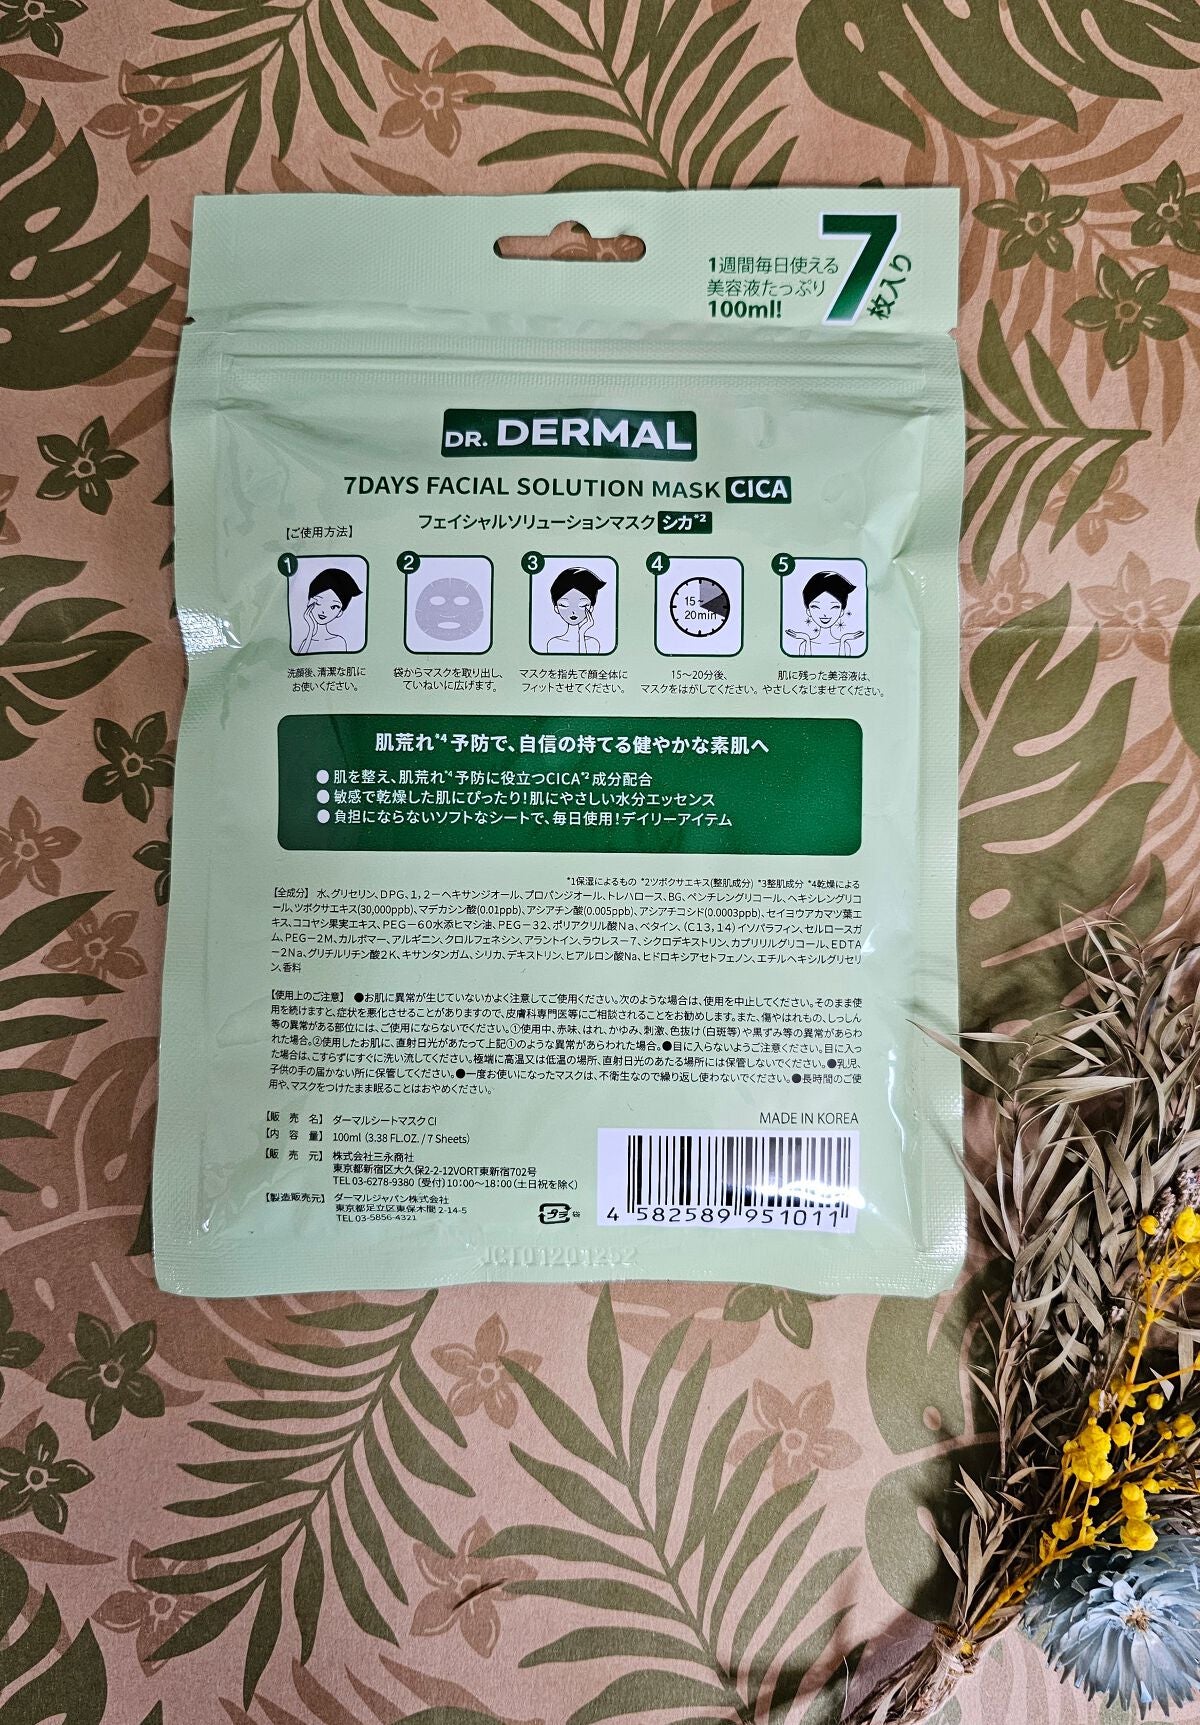 1週間毎日使える
美容液たっぷり
100ml!
7枚入り
DR. DERMAL
7DAYS FACIAL SOLUTION MASK CICA
フェイシャルソリューションマスク シカ*2
【ご使用方法】
1
2
3
4
5
15~
20min
洗顔後、清潔な肌に
お使いください。
袋からマスクを取り出し、
ていねいに広げます。
マスクを指先で顔全体に
フィットさせてください。
15〜20分後、
マスクをはがしてください。
肌に残った美容液は、
やさしくなじませてください。
肌荒れ*4予防で、自信の持てる健やかな素肌へ
●肌を整え、肌荒れ*4予防に役立つCICA*2成分配合
●敏感で乾燥した肌にぴったり!肌にやさしい水分エッセンス
●負担にならないソフトなシートで、毎日使用!デイリーアイテム
*1保湿によるもの *2ツボクサエキス(整肌成分) *3整肌成分 *4乾燥による
【全成分】 水、グリセリン、DPG、1,2-ヘキサンジオール、プロパンジオール、トレハロース、BG、ペンチレングリコール、ヘキシレングリコ
ール、ツボクサエキス(30,000ppb)、マデカシン酸(0.01ppb)、アシアチン酸(0.005ppb)、アシアチコシド(0.0003ppb)、セイヨウアカマツ葉エ
キス、ココヤシ果実エキス、PEG-60水添ヒマシ油、PEG-32、ポリアクリル酸Na、ベタイン、(C13,14)イソパラフィン、セルロースガ
ム、PEG-2M、カルボマー、アルギニン、クロルフェネシン、アラントイン、ラウレス-7、シクロデキストリン、カプリリルグリコール、EDTA
-2Na、グリチルリチン酸2K、キサンタンガム、シリカ、デキストリン、ヒアルロン酸Na、ヒドロキシアセトフェノン、エチルヘキシルグリセリ
ン、香料
【使用上のご注意】 ●お肌に異常が生じていないかよく注意してご使用ください。次のような場合は、使用を中止してください。そのまま使
用を続けますと、症状を悪化させることがありますので、皮膚科専門医等にご相談されることをお勧めします。また、傷やはれもの、しっしん
等の異常がある部位には、ご使用にならないでください。①使用中、赤味、はれ、かゆみ、刺激、色抜け(白斑等)や黒ずみ等の異常があらわ
れた場合。②使用したお肌に、直射日光があたって上記①のような異常があらわれた場合。●目に入らないようご注意ください。目に入っ
た場合は、こすらずにすぐに洗い流してください。極端に高温又は低温の場所、直射日光のあたる場所には保管しないでください。●乳児、
子供の手の届かない所に保管してください。●一度お使いになったマスクは、不衛生なので繰り返し使わないでください。●長時間のご使
用や、マスクをつけたまま眠ることはおやめください。
【販 売 名】 ダーマルシートマスク CI
【内 容 量】 100ml (3.38 FL.OZ. / 7 Sheets)
【販 売 元】 株式会社三永商社
東京都新宿区大久保2-2-12VORT東新宿702号
TEL 03-6278-9380 (受付)10:00〜18:00(土日祝を除く)
【製造販売元】 ダーマルジャパン株式会社
東京都足立区東保木間 2-14-5
TEL 03-5856-4321
プラ 袋
MADE IN KOREA
4 582589 951011
JCT01201252